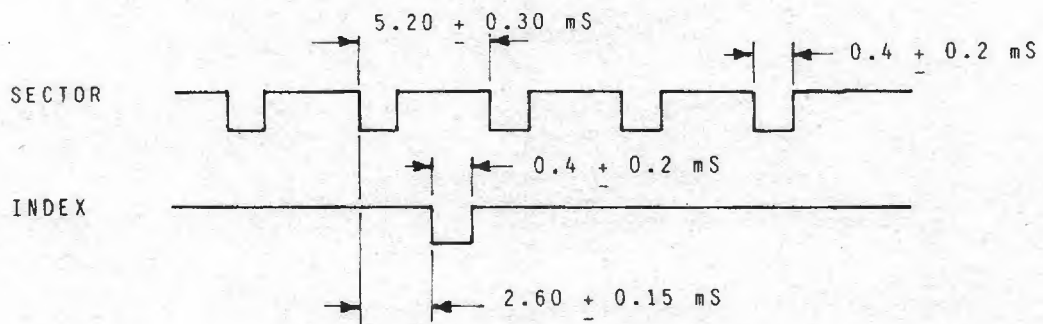 5.20 ± 0.30 mS
0.4 ± 0.2 mS
SECTOR
0.4 ± 0.2 mS
INDEX
2.60 ± 0.15 mS